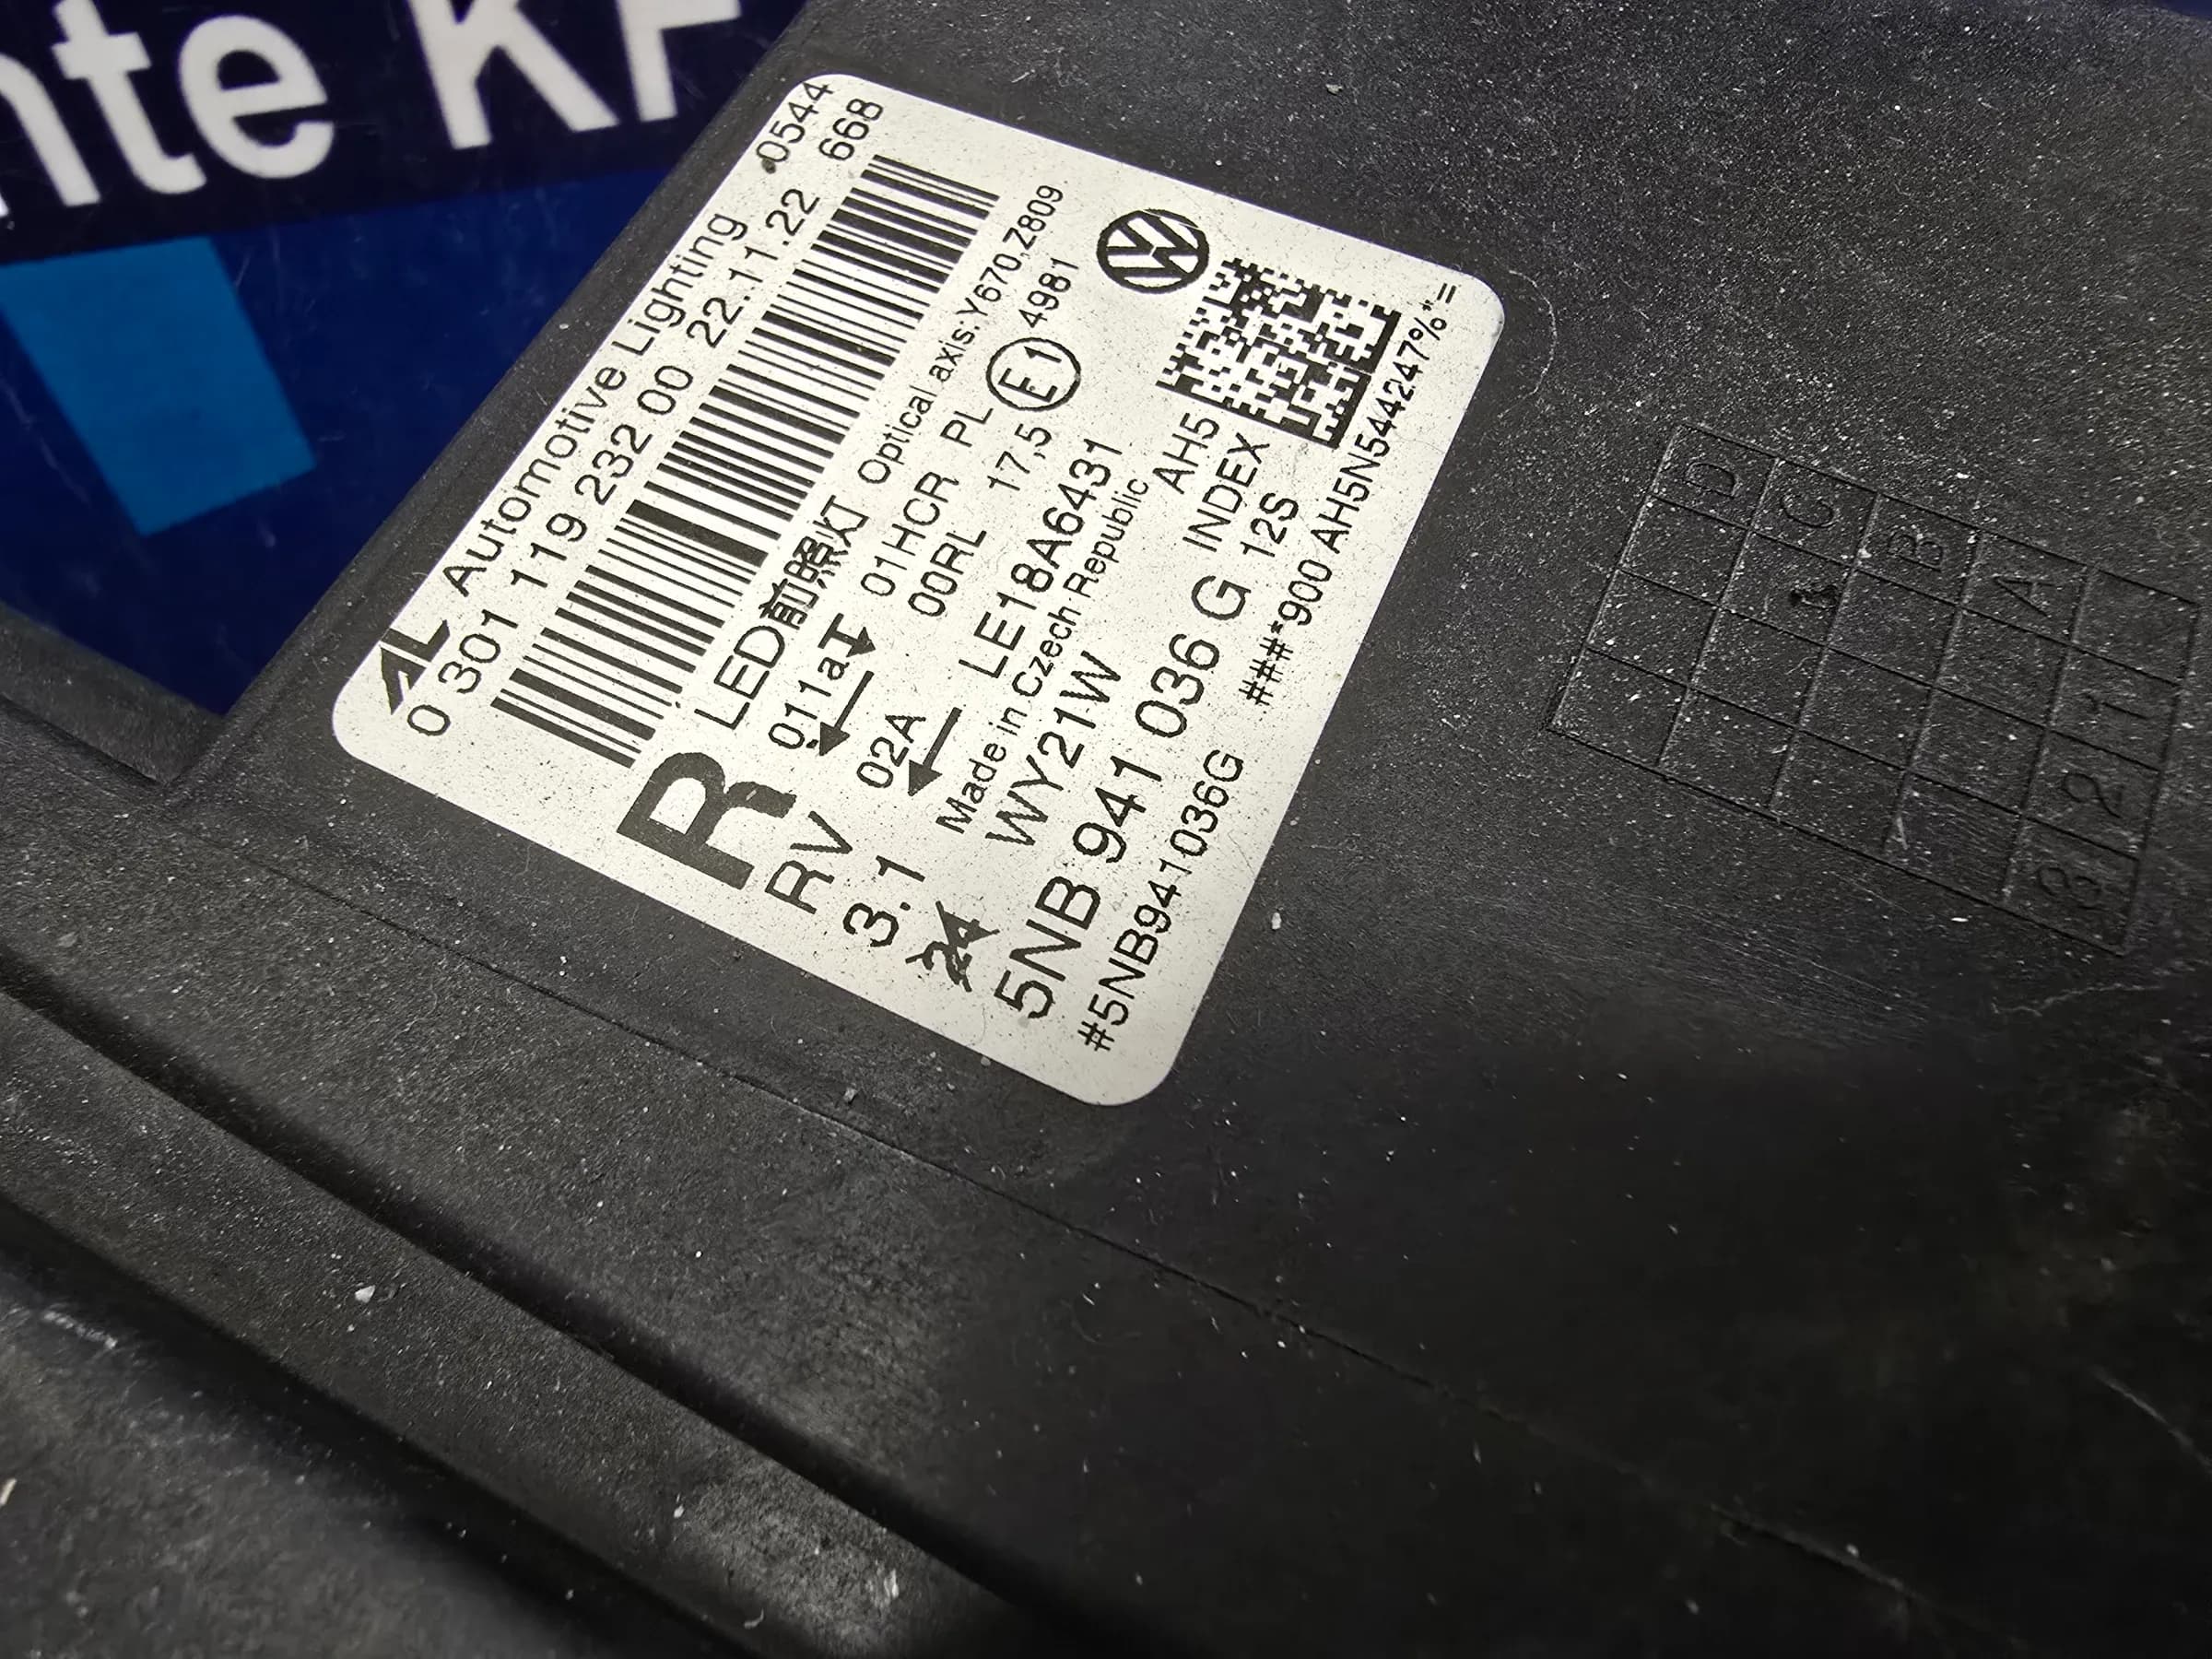 nte KF
AL Automotive Lighting 0544
0 301 119 232 00 22.11.22 668
R LED前照灯 Optical axis:Y670,Z809
RV 011a 01HCR PL E1 4981
3.1 02A 00RL 17,5
24 LE18A6431
Made in Czech Republic
WY21W AH5
5NB 941 036 G INDEX 12S
#5NB941036G ###*900 AH5N544247%*=
D C B A
1
2
3